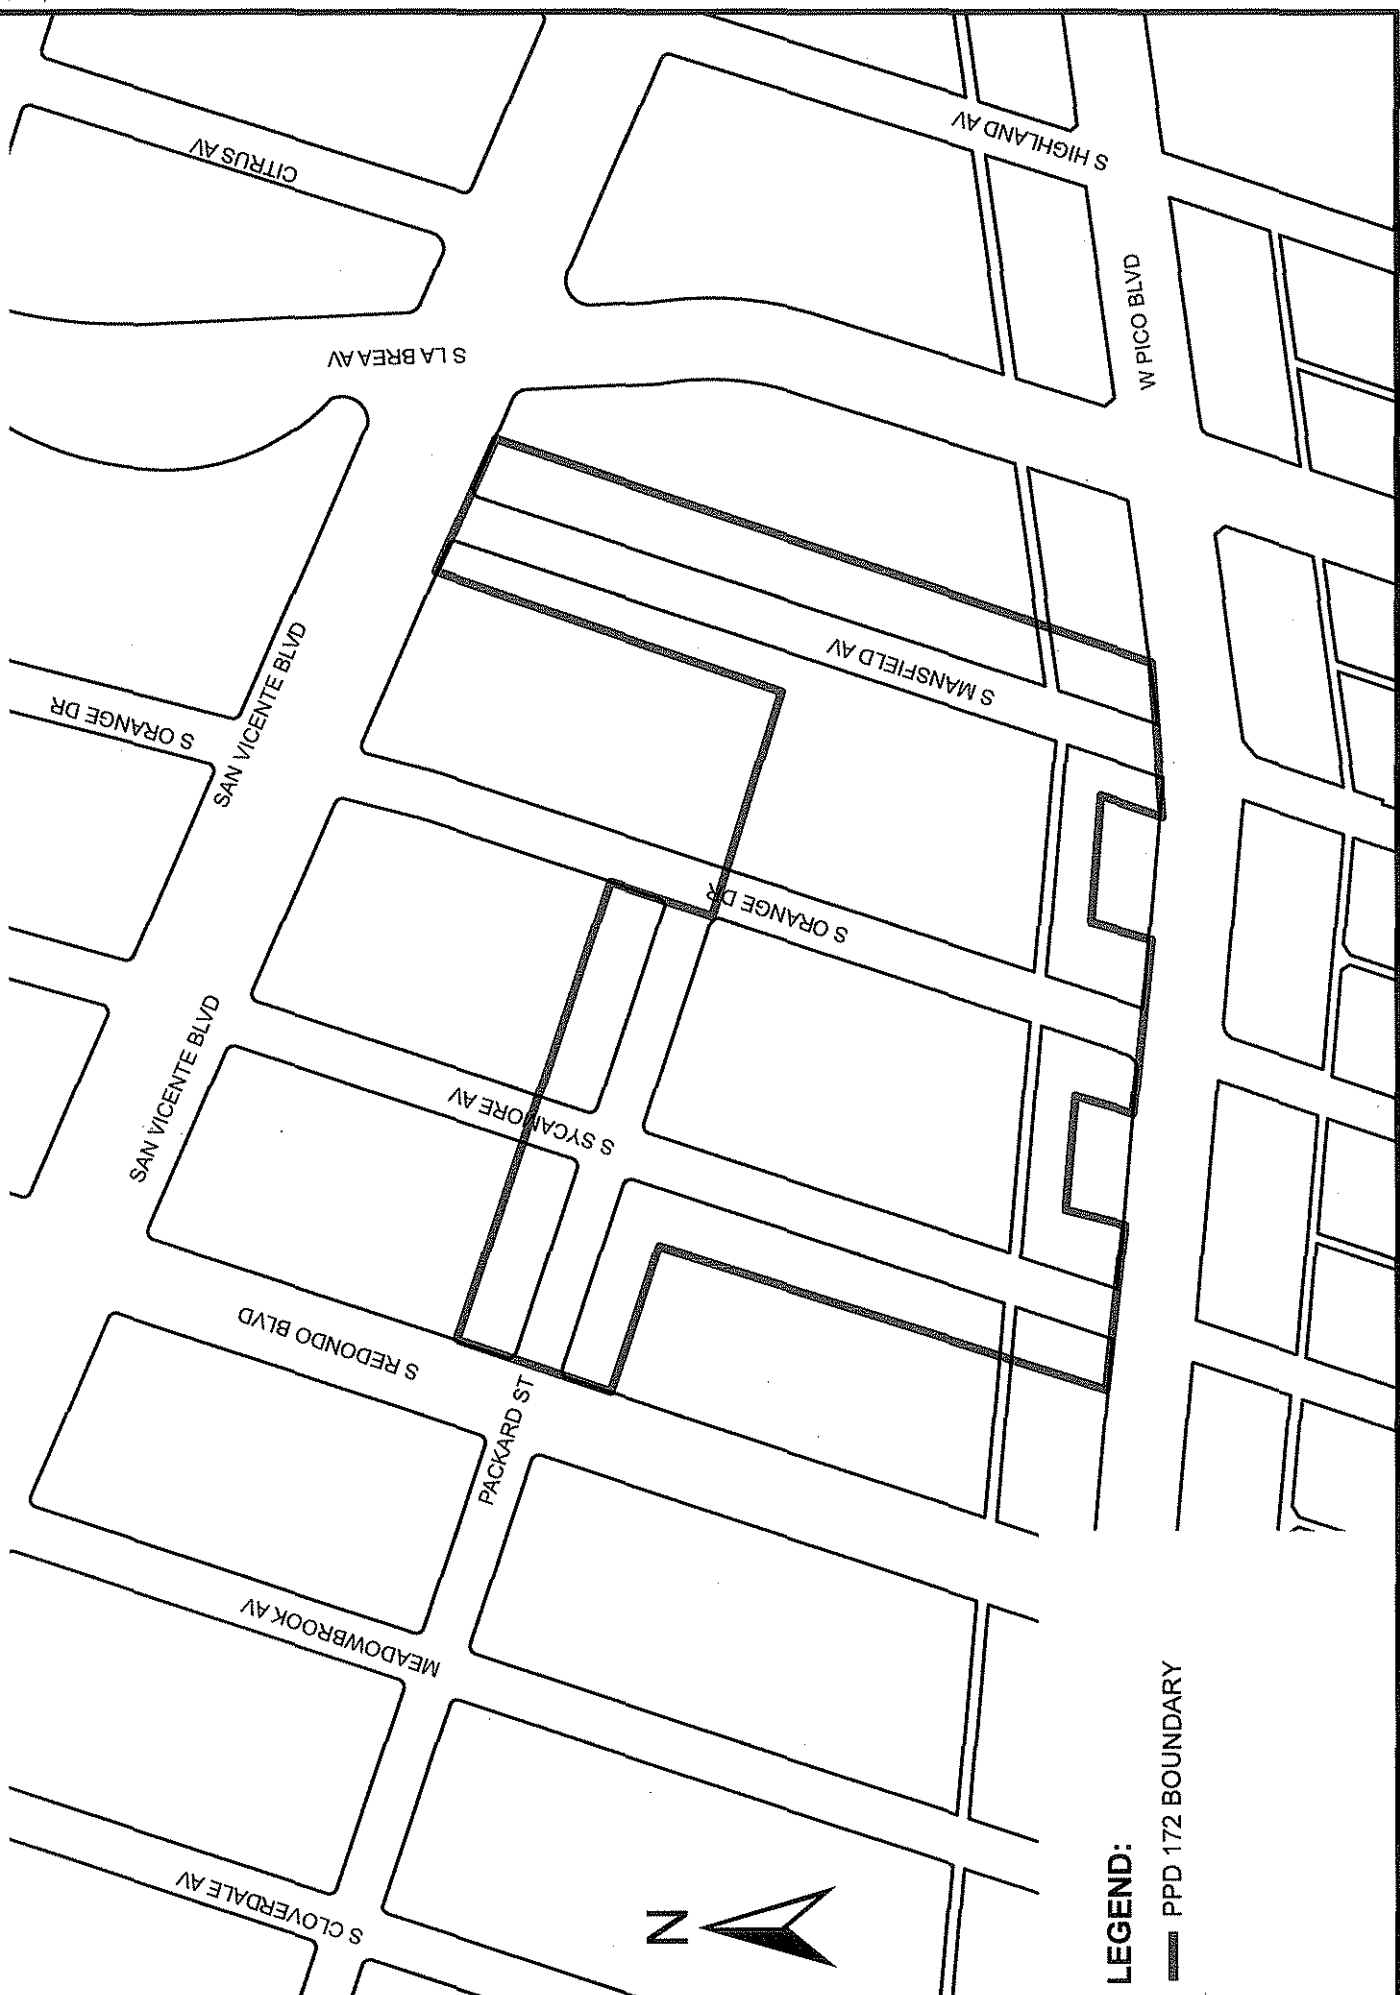 CITRUS AV
S HIGHLAND AV
W PICO BLVD
S LA BREA AV
S ORANGE DR
SAN VICENTE BLVD
S MANSFIELD AV
S ORANGE DR
SAN VICENTE BLVD
S SYCAMORE AV
S REDONDO BLVD
PACKARD ST
MEADOWBROOK AV
S CLOVERDALE AV
N
LEGEND:
PPD 172 BOUNDARY